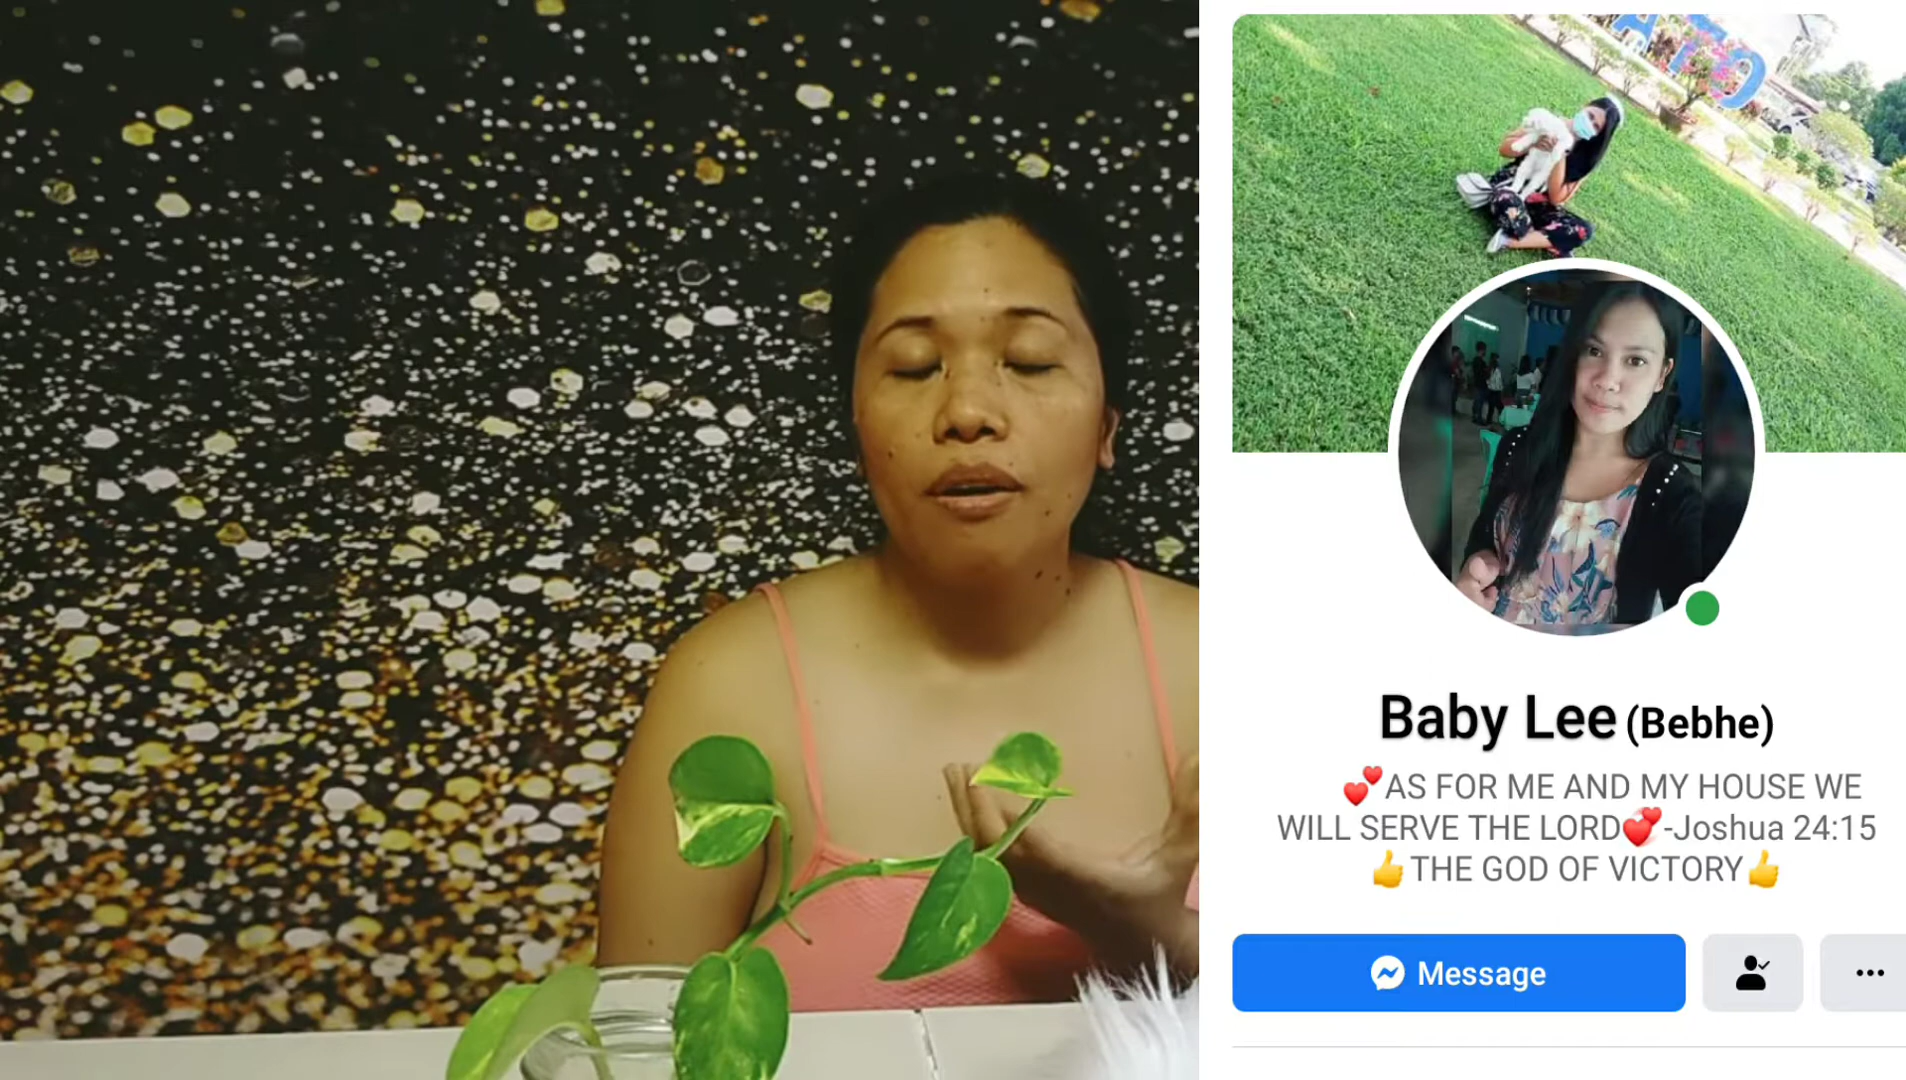 Baby Lee (Bebhe)
💕AS FOR ME AND MY HOUSE WE
WILL SERVE THE LORD💞-Joshua 24:15
👍THE GOD OF VICTORY👍
Message